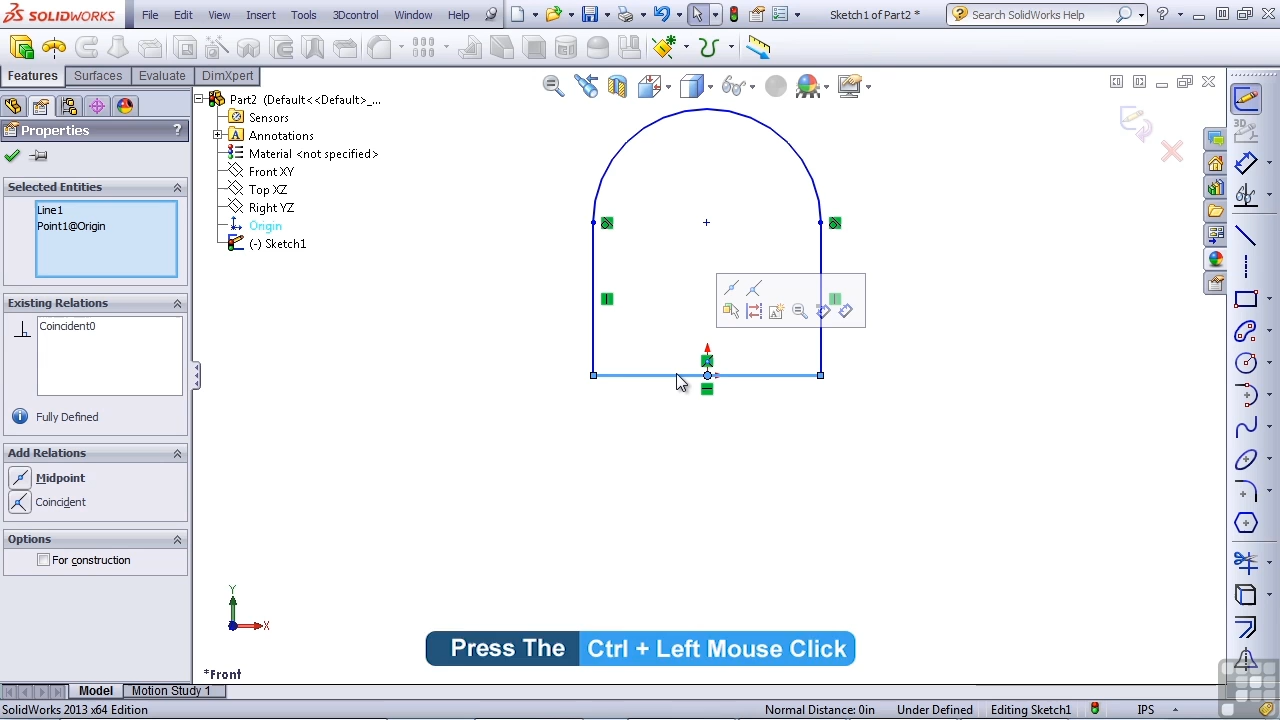 SOLIDWORKS File Edit View Insert Tools 3Dcontrol Window Help Sketch1 of Part2 * Search SolidWorks Help
Features Surfaces Evaluate DimXpert
Properties ?
Selected Entities
Line1
Point1@Origin
Existing Relations
Coincident0
Fully Defined
Add Relations
Midpoint
Coincident
Options
For construction
Part2 (Default<<Default>_...
Sensors
Annotations
Material <not specified>
Front XY
Top XZ
Right YZ
Origin
(-) Sketch1
3D
Y
X
Press The Ctrl + Left Mouse Click
*Front
Model Motion Study 1
SolidWorks 2013 x64 Edition Normal Distance: 0in Under Defined Editing Sketch1 IPS